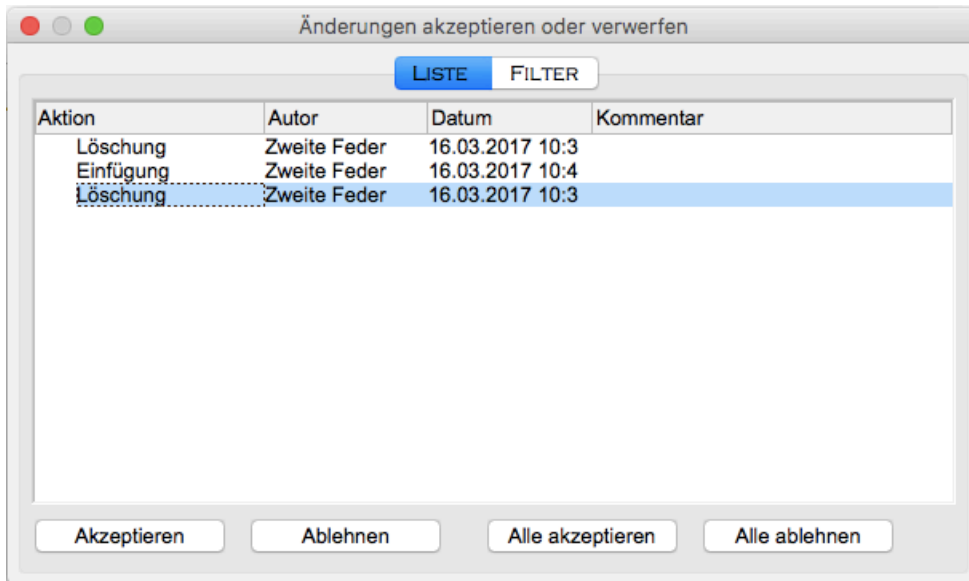 Änderungen akzeptieren oder verwerfen
LISTE FILTER
Aktion Autor Datum Kommentar
Löschung Zweite Feder 16.03.2017 10:3
Einfügung Zweite Feder 16.03.2017 10:4
Löschung Zweite Feder 16.03.2017 10:3
Akzeptieren Ablehnen Alle akzeptieren Alle ablehnen